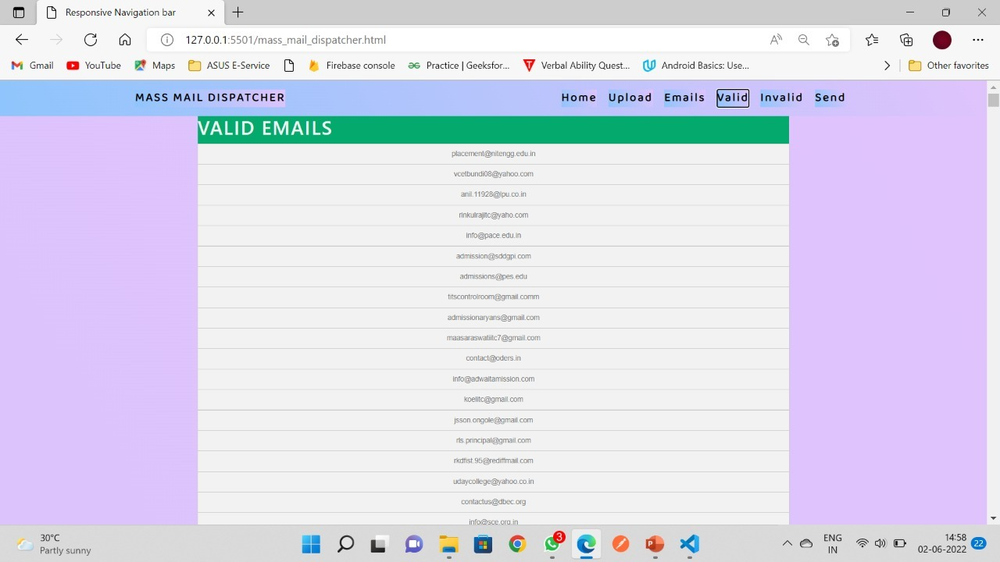 Responsive Navigation bar
127.0.0.1:5501/mass_mail_dispatcher.html
Gmail YouTube Maps ASUS E-Service Firebase console Practice | Geeksfor... Verbal Ability Quest... Android Basics: Use... Other favorites
MASS MAIL DISPATCHER Home Upload Emails Valid Invalid Send
VALID EMAILS
placement@nitengg.edu.in
vcetbundi08@yahoo.com
anil.11928@lpu.co.in
rinkulrajitc@yaho.com
info@pace.edu.in
admission@sddgpi.com
admissions@pes.edu
titscontrolroom@gmail.comm
admissionaryans@gmail.com
maasaraswatiitc7@gmail.com
contact@oders.in
info@adwaitamission.com
koelitc@gmail.com
jsson.ongole@gmail.com
rls.principal@gmail.com
rkdfist.95@rediffmail.com
udaycollege@yahoo.co.in
contactus@dbec.org
info@sce.org.in
30°C
Partly sunny
3
ENG
IN
14:58
02-06-2022
22